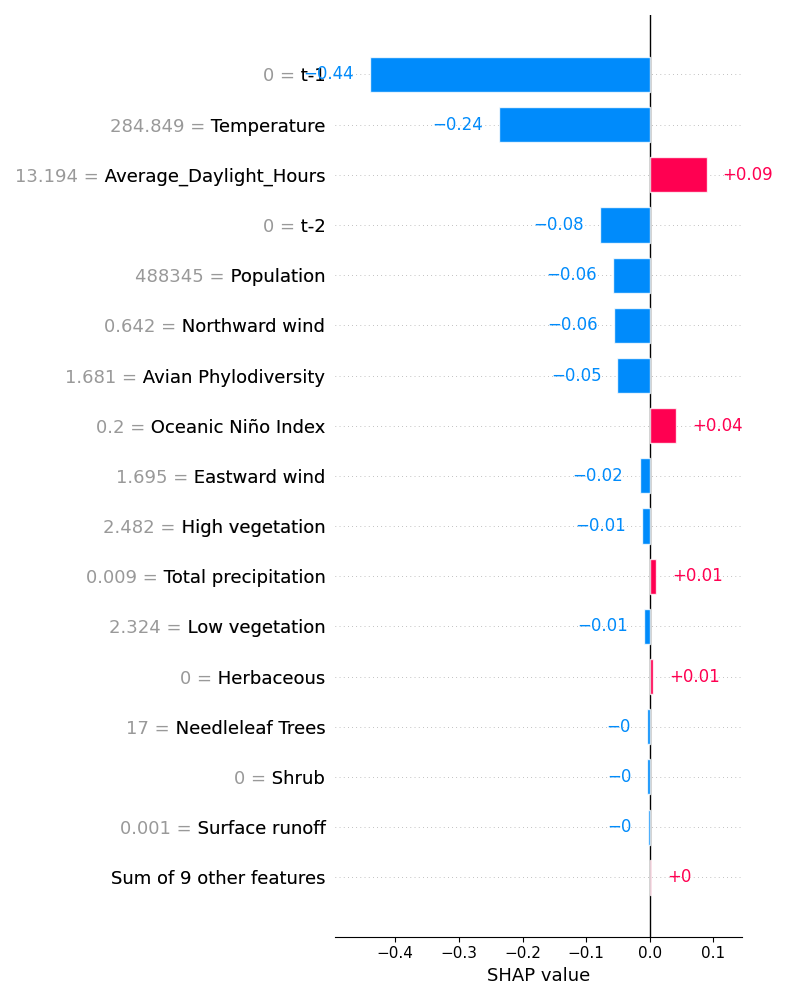 0 = t-1 −0.44
284.849 = Temperature −0.24
13.194 = Average_Daylight_Hours +0.09
0 = t-2 −0.08
488345 = Population −0.06
0.642 = Northward wind −0.06
1.681 = Avian Phylodiversity −0.05
0.2 = Oceanic Niño Index +0.04
1.695 = Eastward wind −0.02
2.482 = High vegetation −0.01
0.009 = Total precipitation +0.01
2.324 = Low vegetation −0.01
0 = Herbaceous +0.01
17 = Needleleaf Trees −0
0 = Shrub −0
0.001 = Surface runoff −0
Sum of 9 other features +0
−0.4 −0.3 −0.2 −0.1 0.0 0.1
SHAP value